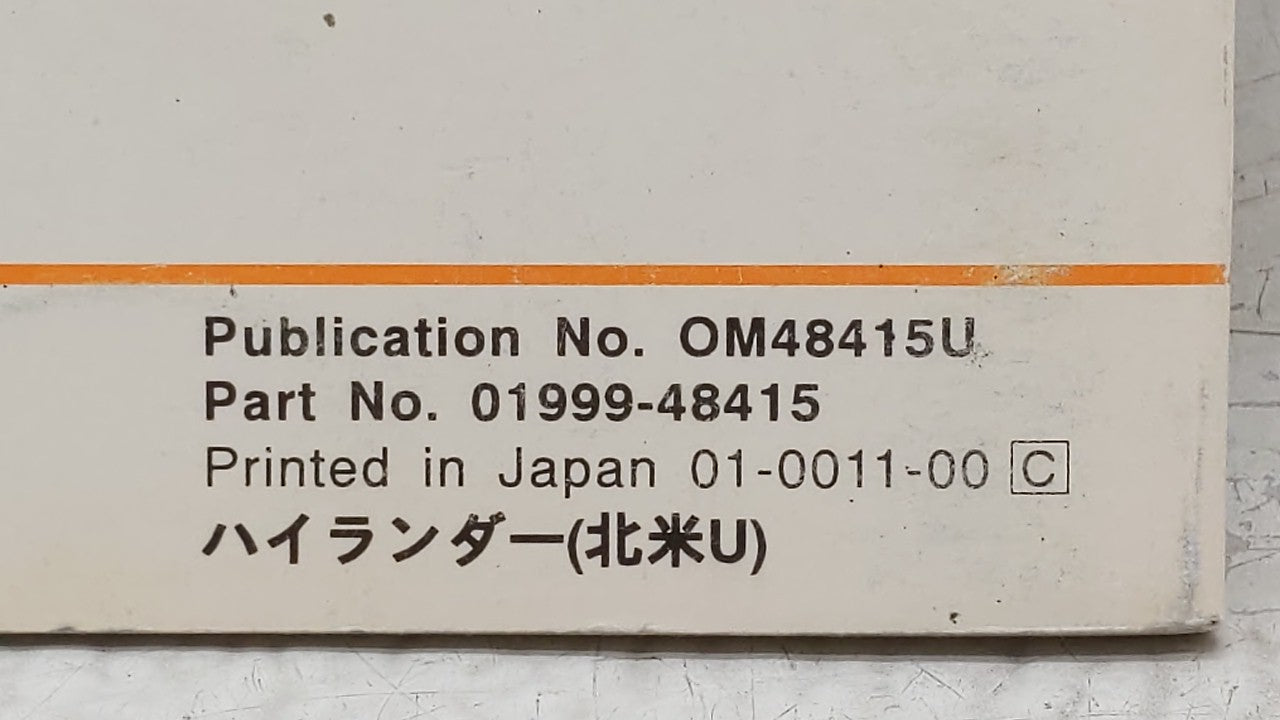 Publication No. OM48415U
Part No. 01999-48415
Printed in Japan 01-0011-00 C
ハイランダー(北米U)